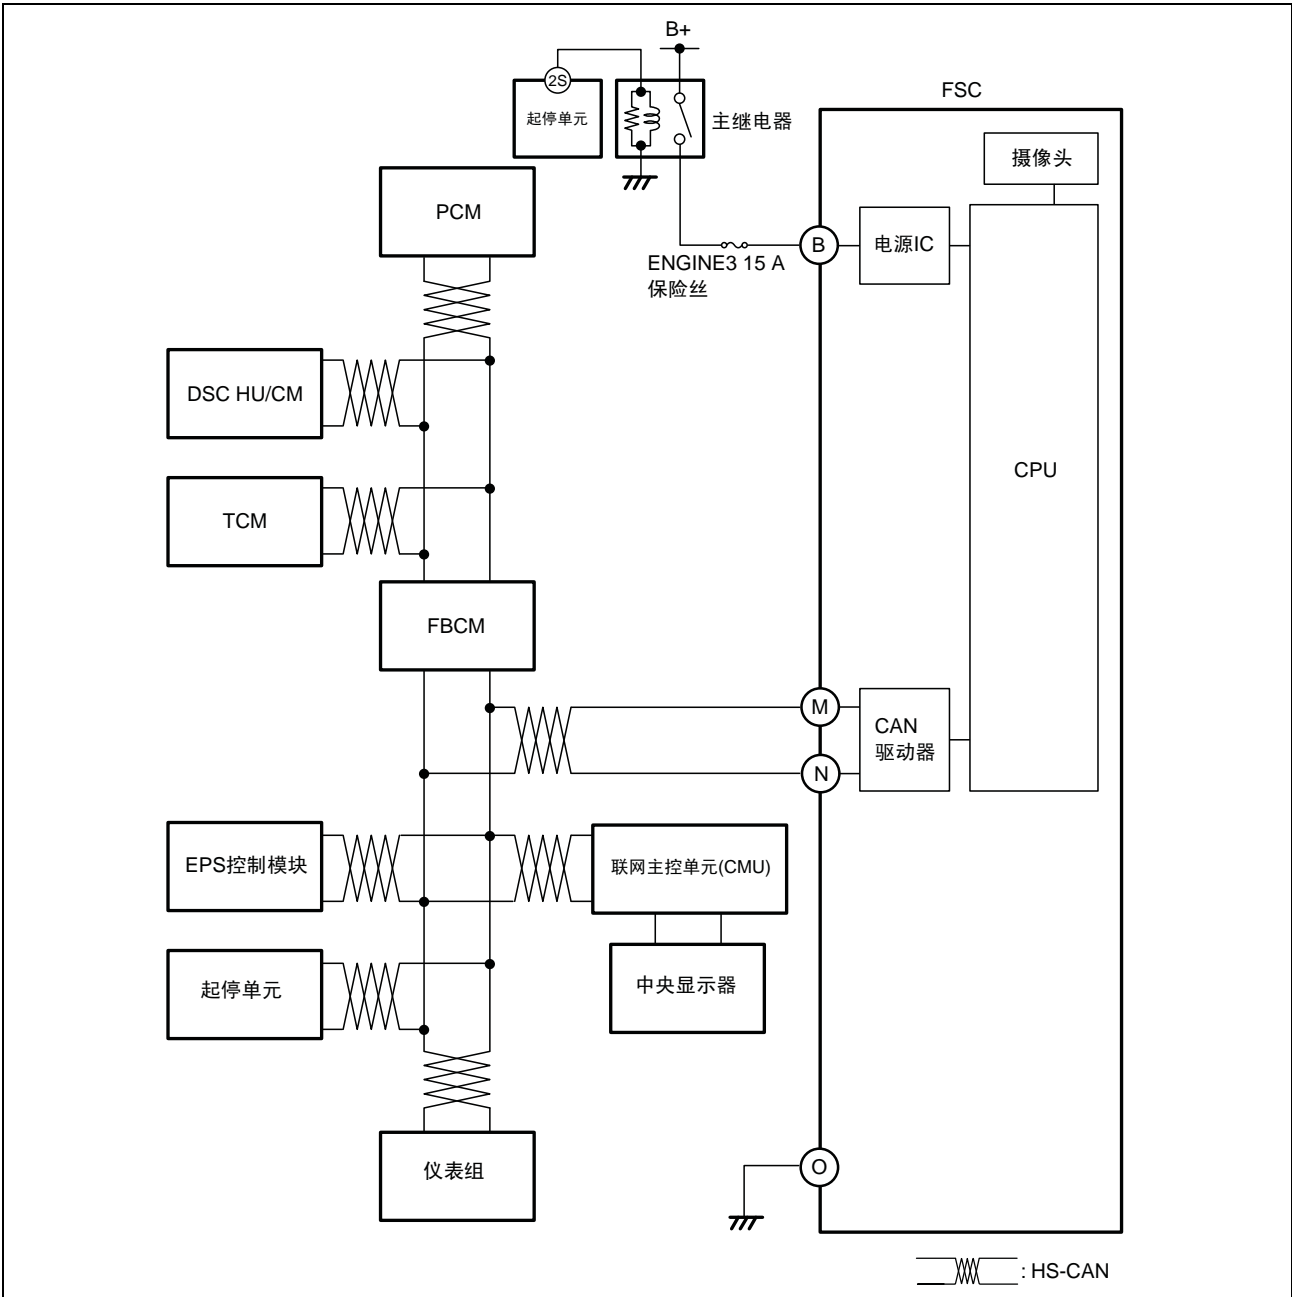 B+
2S
起停单元
主继电器
FSC
摄像头
PCM
B
电源IC
ENGINE3 15 A
保险丝
DSC HU/CM
CPU
TCM
FBCM
M
CAN
驱动器
N
EPS控制模块
联网主控单元(CMU)
起停单元
中央显示器
仪表组
O
: HS-CAN